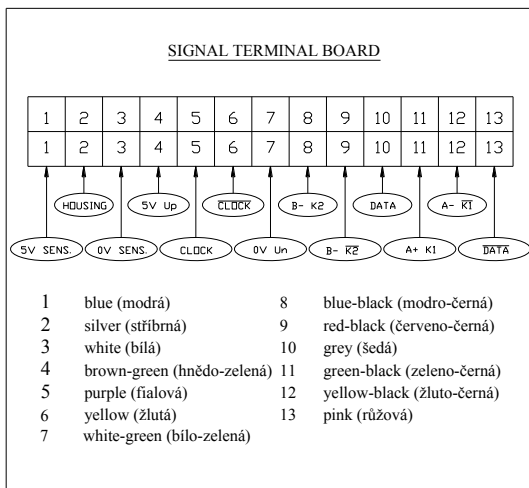 SIGNAL TERMINAL BOARD
1 2 3 4 5 6 7 8 9 10 11 12 13
1 2 3 4 5 6 7 8 9 10 11 12 13
HOUSING 5V Up C̅L̅O̅C̅K̅ B- K2 DATA A- K̅1̅
5V SENS. 0V SENS. CLOCK 0V Un B- K̅2̅ A+ K1 D̅A̅T̅A̅
1 blue (modrá) 8 blue-black (modro-černá)
2 silver (stříbrná) 9 red-black (červeno-černá)
3 white (bílá) 10 grey (šedá)
4 brown-green (hnědo-zelená) 11 green-black (zeleno-černá)
5 purple (fialová) 12 yellow-black (žluto-černá)
6 yellow (žlutá) 13 pink (růžová)
7 white-green (bílo-zelená)